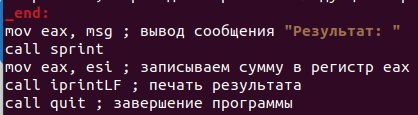 _end:
mov eax, msg ; вывод сообщения "Результат: "
call sprint
mov eax, esi ; записываем сумму в регистр eax
call iprintLF ; печать результата
call quit ; завершение программы